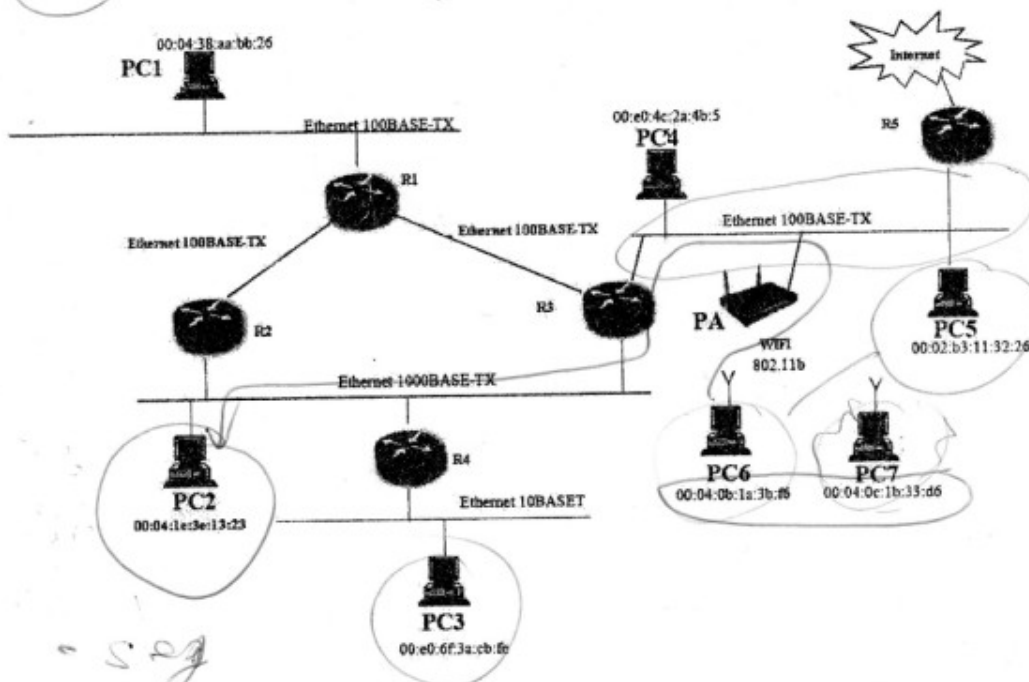 00:04:38:aa:bb:26
PC1
Internet
Ethernet 100BASE-TX
00:e0:4c:2a:4b:5
PC4
R5
R1
Ethernet 100BASE-TX
Ethernet 100BASE-TX
Ethernet 100BASE-TX
R2
R3
PA
WIFI
802.11b
PC5
00:02:b3:11:32:26
Ethernet 1000BASE-TX
PC2
00:04:1e:3e:13:23
R4
PC6
00:04:0b:1a:3b:f6
PC7
00:04:0c:1b:33:d6
Ethernet 10BASET
PC3
00:e0:6f:3a:cb:fe